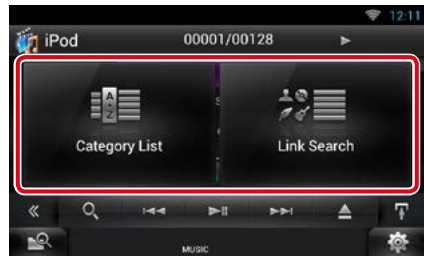 12:11
iPod 00001/00128
A
Z
Category List Link Search
MUSIC